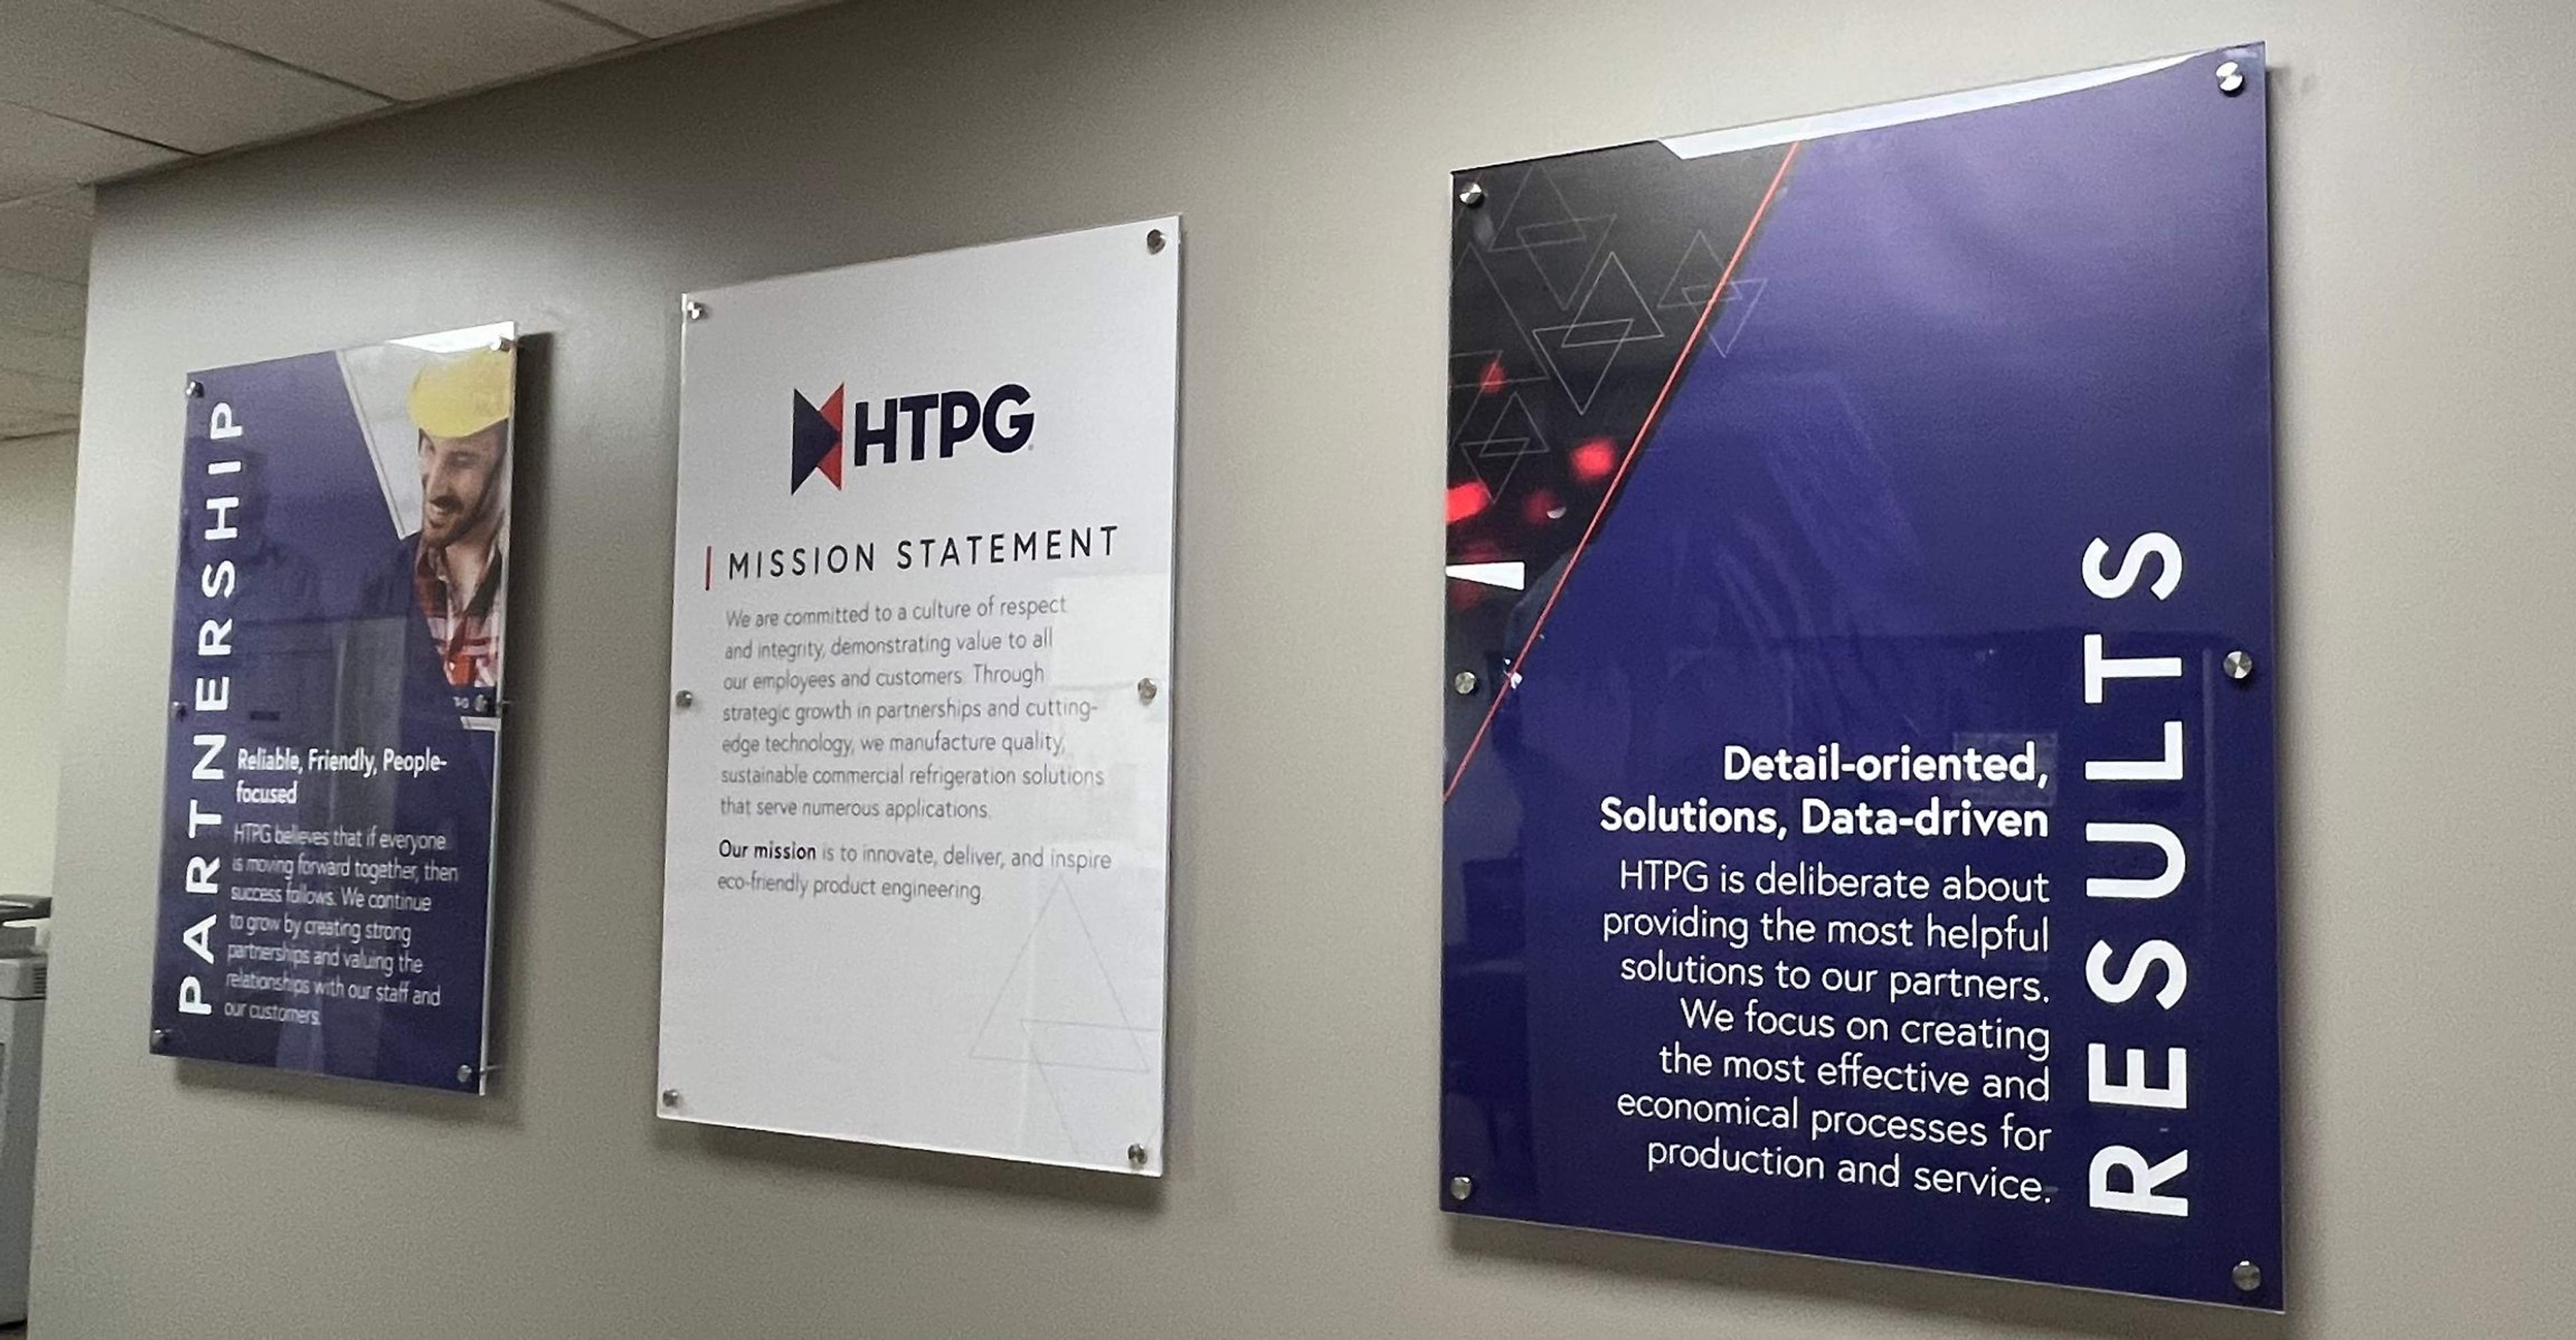 PARTNERSHIP
Reliable, Friendly, People-
focused
HTPG believes that if everyone
is moving forward together, then
success follows. We continue
to grow by creating strong
partnerships and valuing the
relationships with our staff and
our customers.
HTPG
MISSION STATEMENT
We are committed to a culture of respect
and integrity, demonstrating value to all
our employees and customers. Through
strategic growth in partnerships and cutting-
edge technology, we manufacture quality,
sustainable commercial refrigeration solutions
that serve numerous applications.
Our mission is to innovate, deliver, and inspire
eco-friendly product engineering
RESULTS
Detail-oriented,
Solutions, Data-driven
HTPG is deliberate about
providing the most helpful
solutions to our partners.
We focus on creating
the most effective and
economical processes for
production and service.